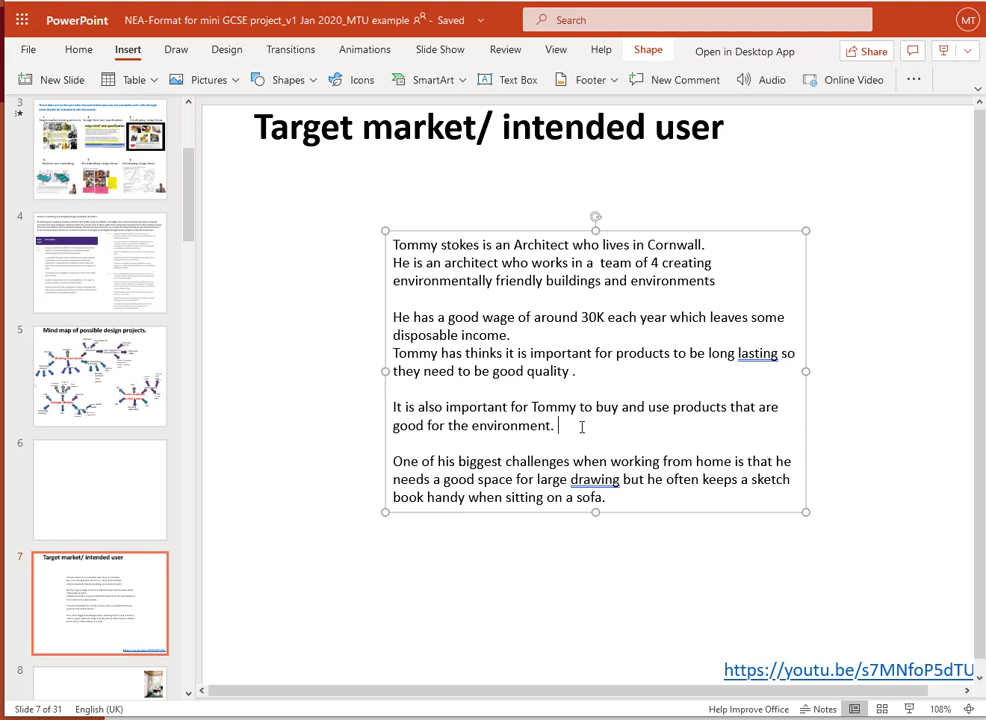 PowerPoint NEA-Format for mini GCSE project_v1 Jan 2020_MTU example - Saved Search MT
File Home Insert Draw Design Transitions Animations Slide Show Review View Help Shape Open in Desktop App Share
New Slide Table Pictures Shapes Icons SmartArt Text Box Footer New Comment Audio Online Video ...
3
4
5
Mind map of possible design projects.
6
7
Target market/ intended user
8
Target market/ intended user
Tommy stokes is an Architect who lives in Cornwall.
He is an architect who works in a team of 4 creating
environmentally friendly buildings and environments
He has a good wage of around 30K each year which leaves some
disposable income.
Tommy has thinks it is important for products to be long lasting so
they need to be good quality .
It is also important for Tommy to buy and use products that are
good for the environment.
One of his biggest challenges when working from home is that he
needs a good space for large drawing but he often keeps a sketch
book handy when sitting on a sofa.
https://youtu.be/s7MNfoP5dTU
Slide 7 of 31 English (UK) Help Improve Office Notes 108%